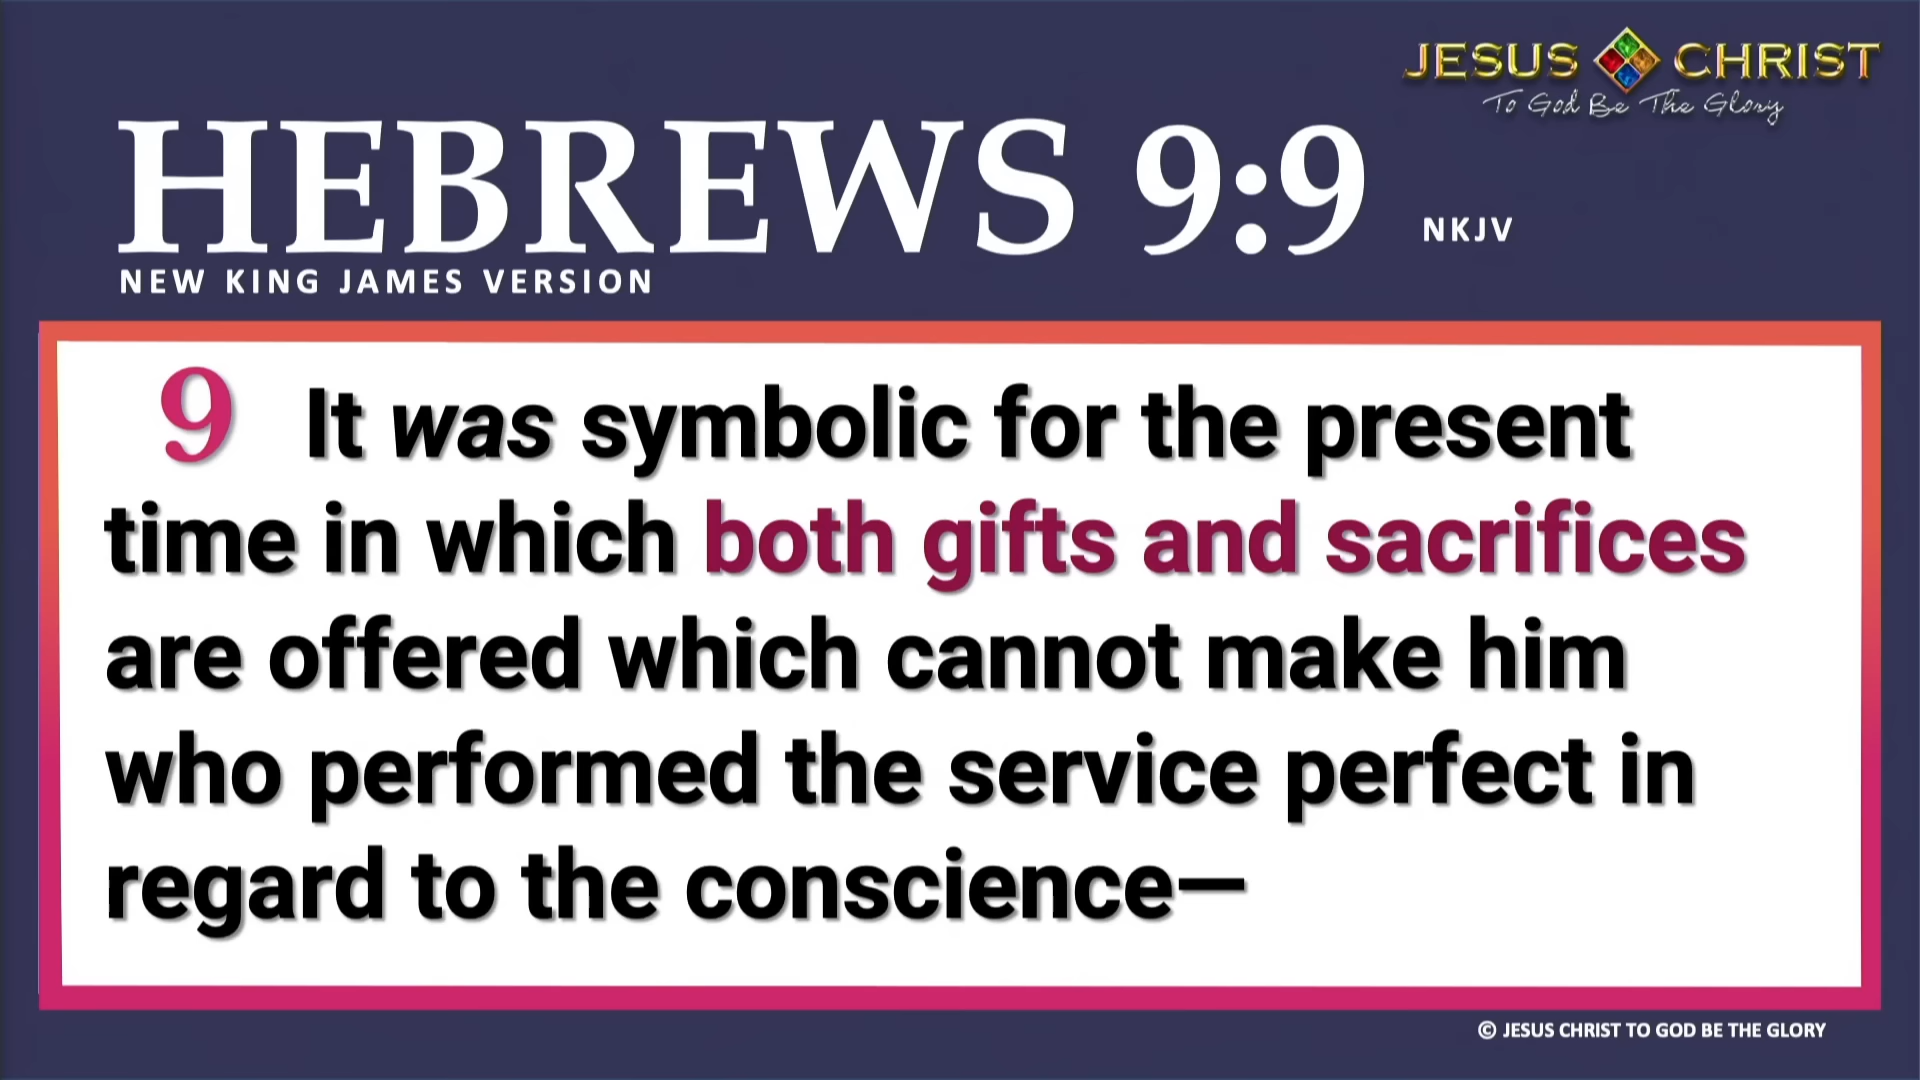 JESUS CHRIST
To God Be The Glory
HEBREWS 9:9 NKJV
NEW KING JAMES VERSION
9 It was symbolic for the present
time in which both gifts and sacrifices
are offered which cannot make him
who performed the service perfect in
regard to the conscience—
© JESUS CHRIST TO GOD BE THE GLORY